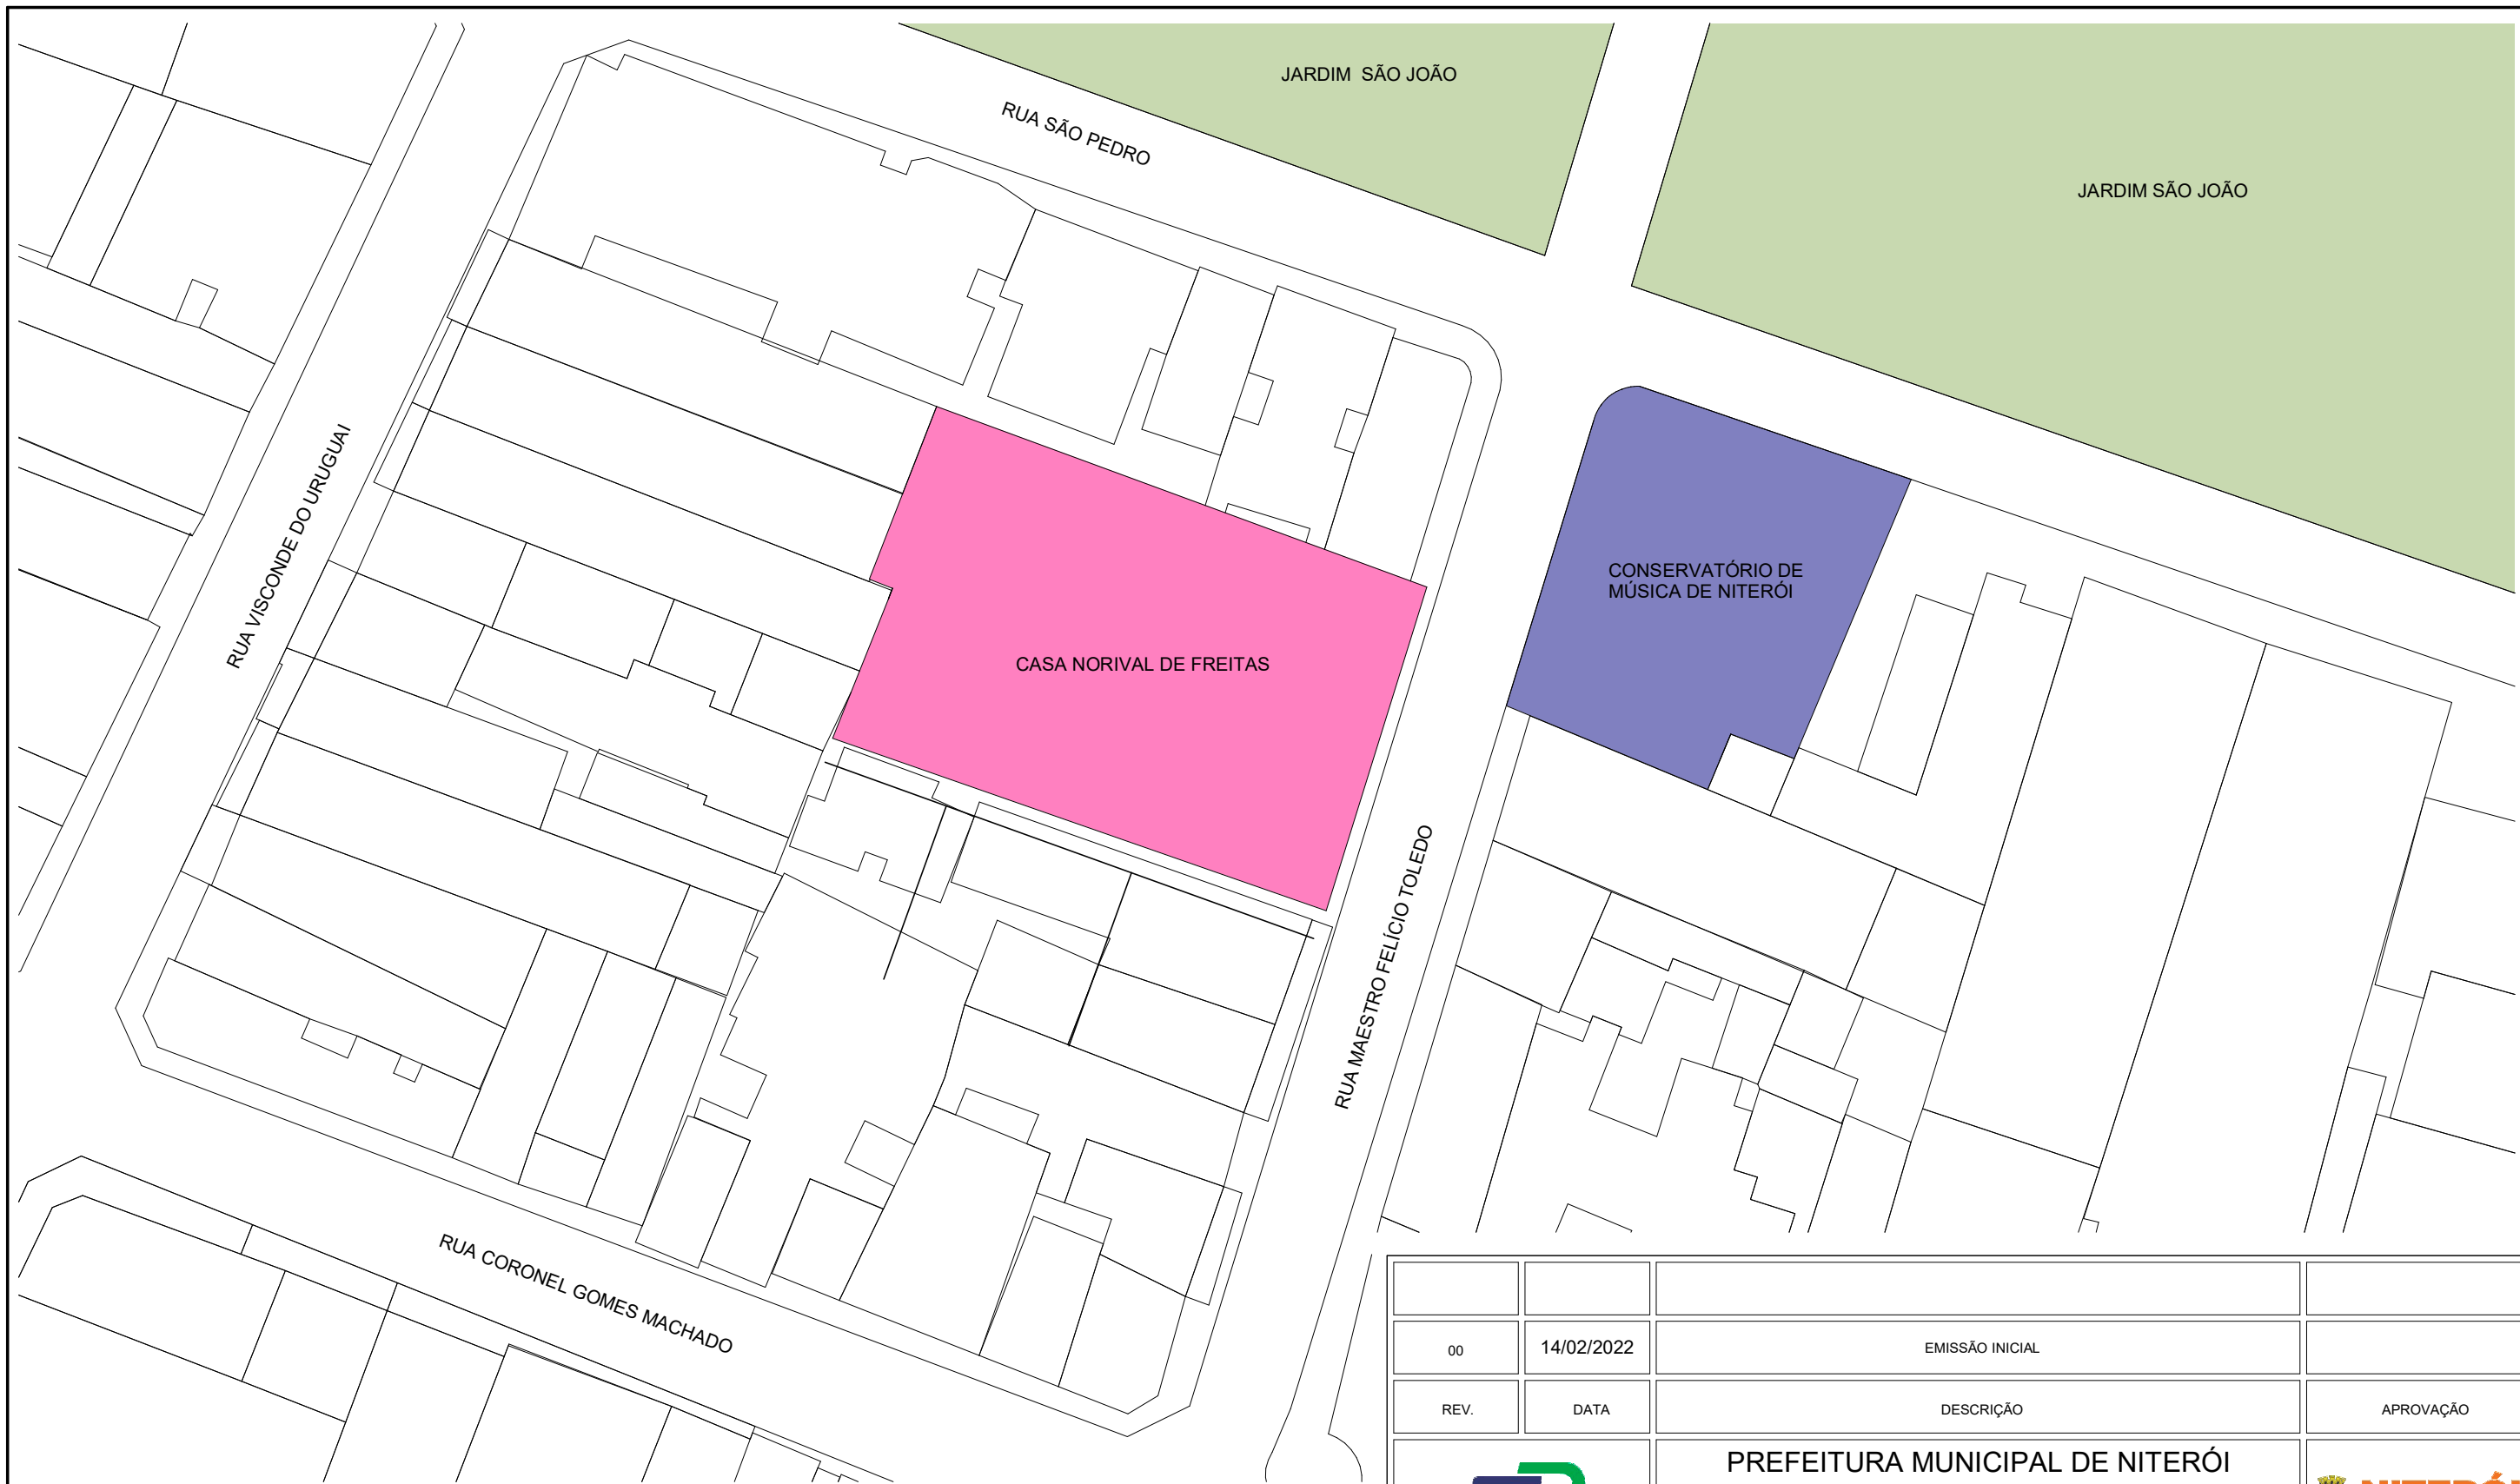 JARDIM SÃO JOÃO
RUA SÃO PEDRO
JARDIM SÃO JOÃO
RUA VISCONDE DO URUGUAI
CONSERVATÓRIO DE
MÚSICA DE NITERÓI
CASA NORIVAL DE FREITAS
RUA MAESTRO FELÍCIO TOLEDO
RUA CORONEL GOMES MACHADO
00
14/02/2022
EMISSÃO INICIAL
REV.
DATA
DESCRIÇÃO
APROVAÇÃO
PREFEITURA MUNICIPAL DE NITERÓI
NITERÓ